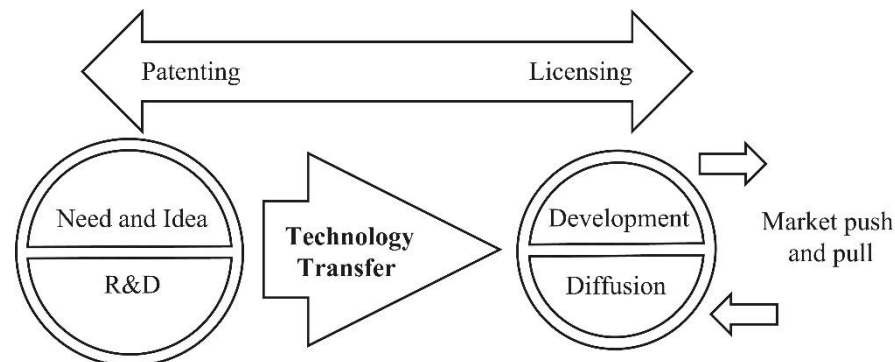 Patenting
Licensing
Need and Idea
R&D
Technology
Transfer
Development
Diffusion
Market push
and pull